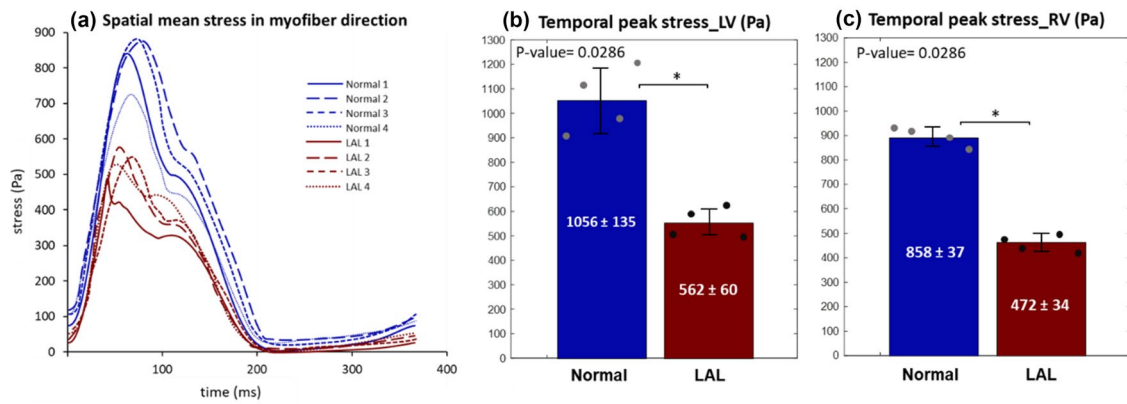 (a) Spatial mean stress in myofiber direction
900
800
700
600
500
400
300
200
100
0
stress (Pa)
0
100
200
300
400
time (ms)
Normal 1
Normal 2
Normal 3
Normal 4
LAL 1
LAL 2
LAL 3
LAL 4
(b) Temporal peak stress_LV (Pa)
P-value= 0.0286
*
1300
1200
1100
1000
900
800
700
600
500
400
300
200
100
0
1056 ± 135
562 ± 60
Normal
LAL
(c) Temporal peak stress_RV (Pa)
P-value= 0.0286
*
1300
1200
1100
1000
900
800
700
600
500
400
300
200
100
0
858 ± 37
472 ± 34
Normal
LAL